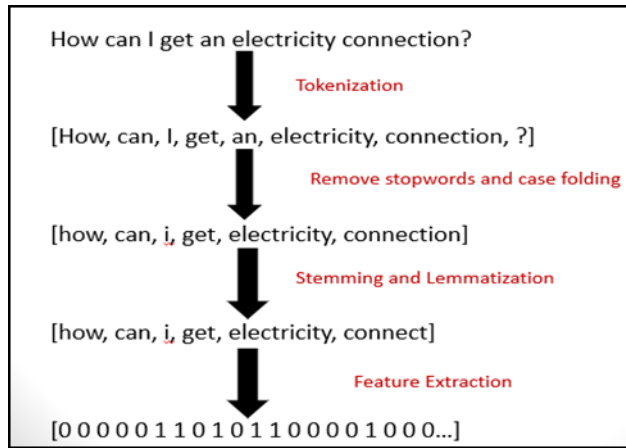 How can I get an electricity connection?
Tokenization
[How, can, I, get, an, electricity, connection, ?]
Remove stopwords and case folding
[how, can, i, get, electricity, connection]
Stemming and Lemmatization
[how, can, i, get, electricity, connect]
Feature Extraction
[0 0 0 0 0 1 1 0 1 0 1 1 0 0 0 0 1 0 0 0...]